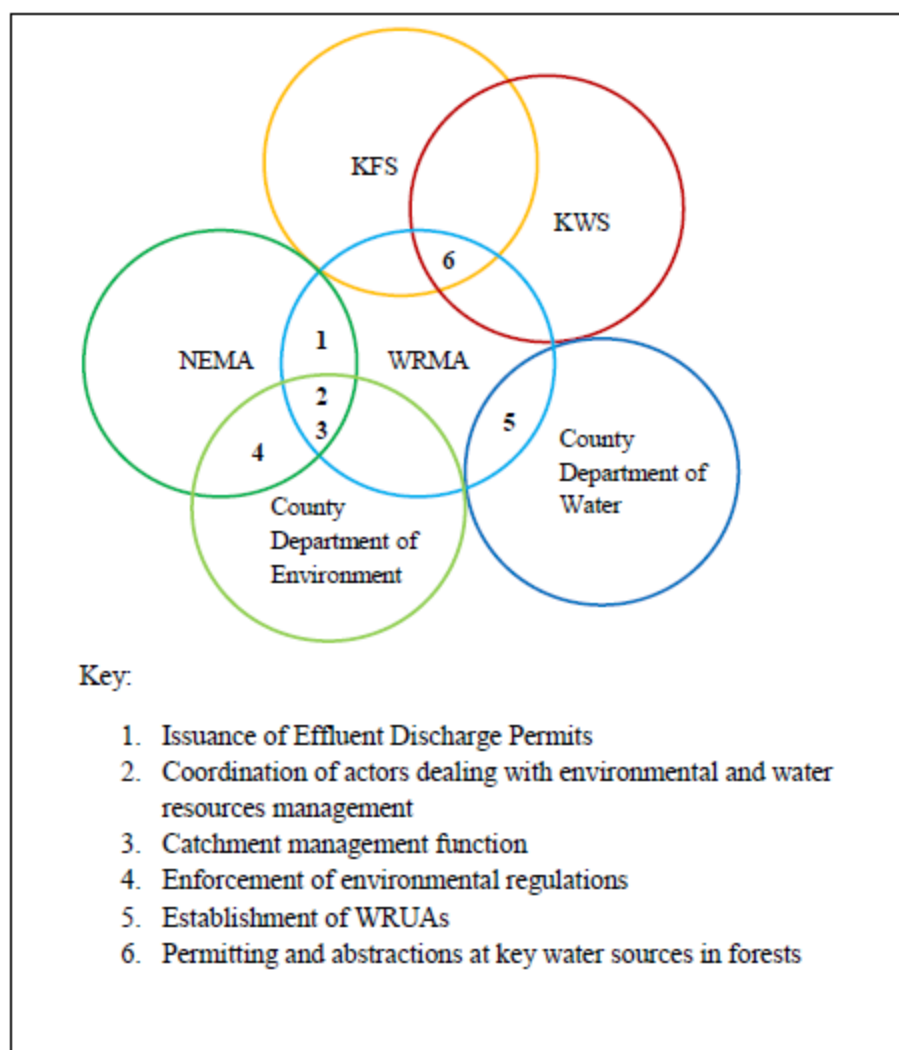 KFS
KWS
6
1
NEMA
WRMA
2
3
4
5
County
Department of
Water
County
Department of
Environment
Key:
1. Issuance of Effluent Discharge Permits
2. Coordination of actors dealing with environmental and water
resources management
3. Catchment management function
4. Enforcement of environmental regulations
5. Establishment of WRUAs
6. Permitting and abstractions at key water sources in forests